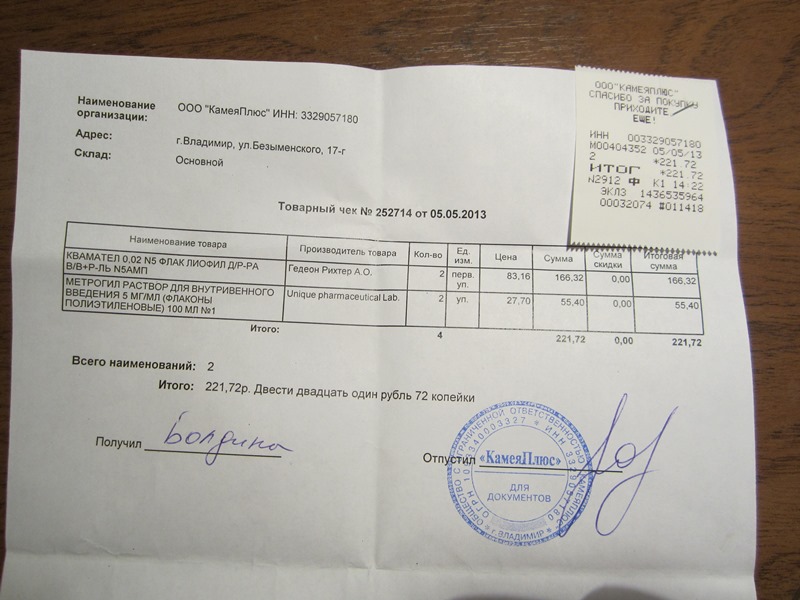 Наименование организации: ООО "КамеяПлюс" ИНН: 3329057180
Адрес: г.Владимир, ул.Безыменского, 17-г
Склад: Основной
ООО"КАМЕЯПЛЮС"
СПАСИБО ЗА ПОКУПКУ
ПРИХОДИТЕ
ЕЩЕ!
ИНН 003329057180
М00404352 05/05/13
2 *221.72
ИТОГ *221.72
№2912 Ф К1 14:22
ЭКЛЗ 1436535964
00032074 #011418
Товарный чек № 252714 от 05.05.2013
Наименование товара Производитель товара Кол-во Ед. изм. Цена Сумма Сумма скидки Итоговая сумма
КВАМАТЕЛ 0,02 N5 ФЛАК ЛИОФИЛ Д/Р-РА Гедеон Рихтер А.О. 2 перв. 83,16 166,32 0,00 166,32
В/В+Р-ЛЬ N5АМП уп.
МЕТРОГИЛ РАСТВОР ДЛЯ ВНУТРИВЕННОГО Unique pharmaceutical Lab. 2 уп. 27,70 55,40 0,00 55,40
ВВЕДЕНИЯ 5 МГ/МЛ (ФЛАКОНЫ
ПОЛИЭТИЛЕНОВЫЕ) 100 МЛ №1
Итого: 4 221,72 0,00 221,72
Всего наименований: 2
Итого: 221,72р. Двести двадцать один рубль 72 копейки
Получил Болдина
Отпустил
ОБЩЕСТВО С ОГРАНИЧЕННОЙ ОТВЕТСТВЕННОСТЬЮ
ИНН 3329057180
«КамеяПлюс»
ДЛЯ
ДОКУМЕНТОВ
г. ВЛАДИМИР